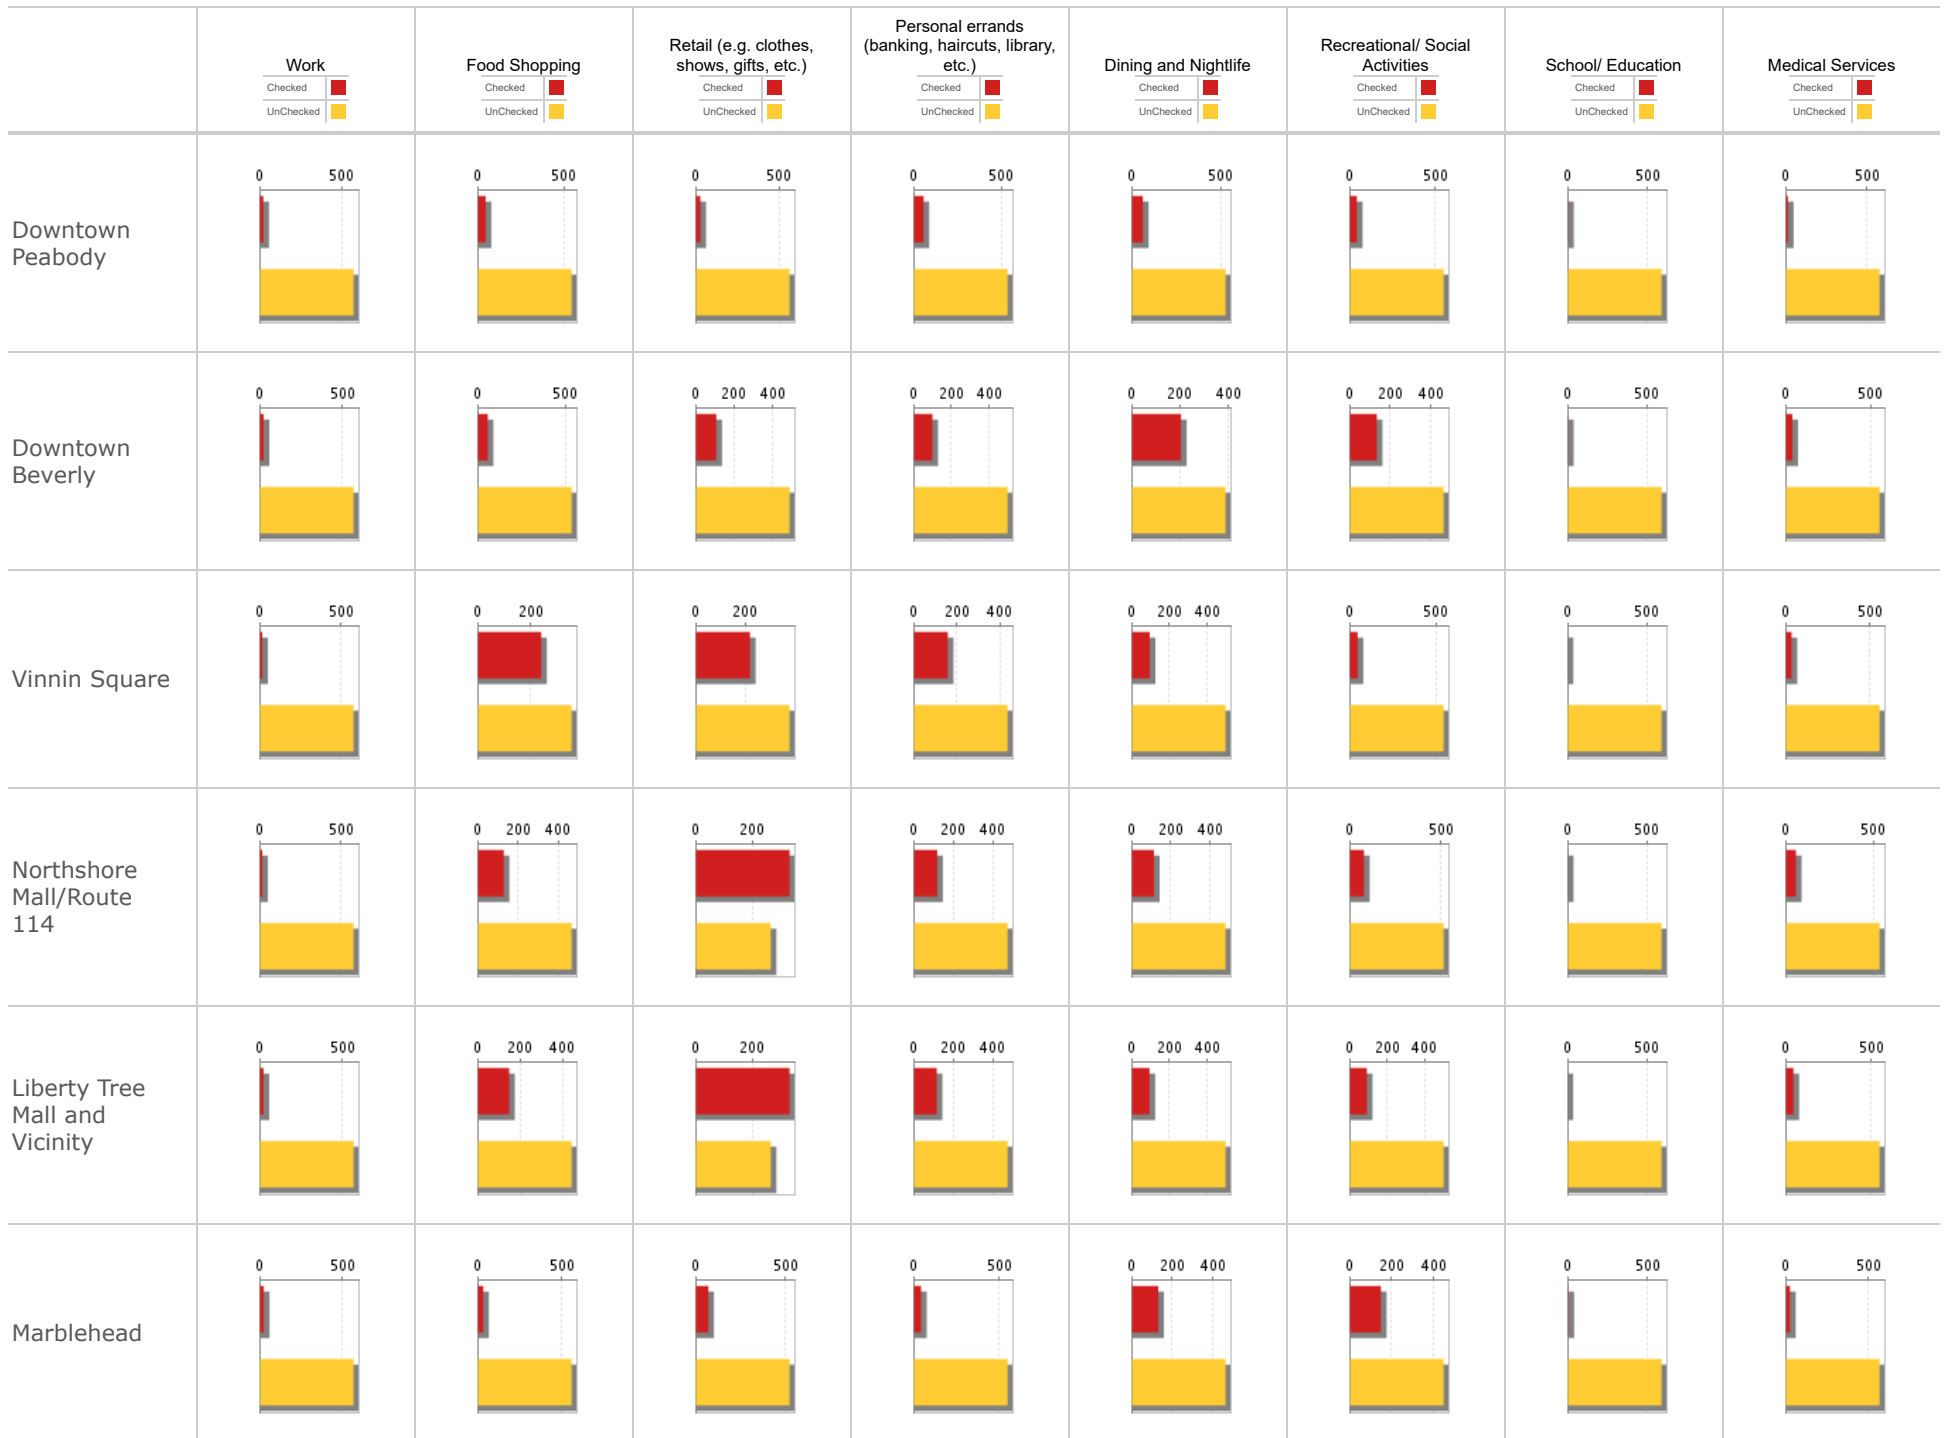 Work
Checked
UnChecked
Food Shopping
Checked
UnChecked
Retail (e.g. clothes,
shows, gifts, etc.)
Checked
UnChecked
Personal errands
(banking, haircuts, library,
etc.)
Checked
UnChecked
Dining and Nightlife
Checked
UnChecked
Recreational/ Social
Activities
Checked
UnChecked
School/ Education
Checked
UnChecked
Medical Services
Checked
UnChecked
Downtown
Peabody
0 500
0 500
0 500
0 500
0 500
0 500
0 500
0 500
Downtown
Beverly
0 500
0 500
0 200 400
0 200 400
0 200 400
0 200 400
0 500
0 500
Vinnin Square
0 500
0 200
0 200
0 200 400
0 200 400
0 500
0 500
0 500
Northshore
Mall/Route
114
0 500
0 200 400
0 200
0 200 400
0 200 400
0 500
0 500
0 500
Liberty Tree
Mall and
Vicinity
0 500
0 200 400
0 200
0 200 400
0 200 400
0 200 400
0 500
0 500
Marblehead
0 500
0 500
0 500
0 500
0 200 400
0 200 400
0 500
0 500